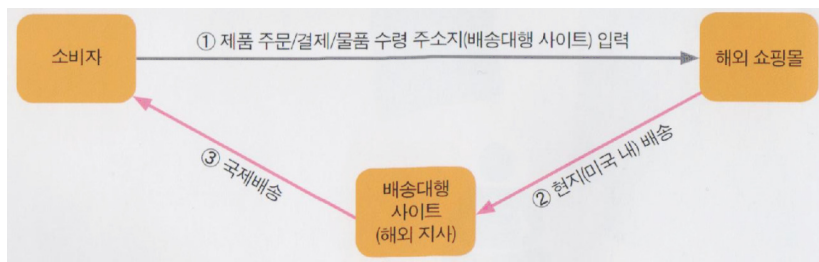 ① 제품 주문/결제/물품 수령 주소지(배송대행 사이트) 입력
소비자
해외 쇼핑몰
③ 국제배송
② 현지(미국 내) 배송
배송대행
사이트
(해외 지사)